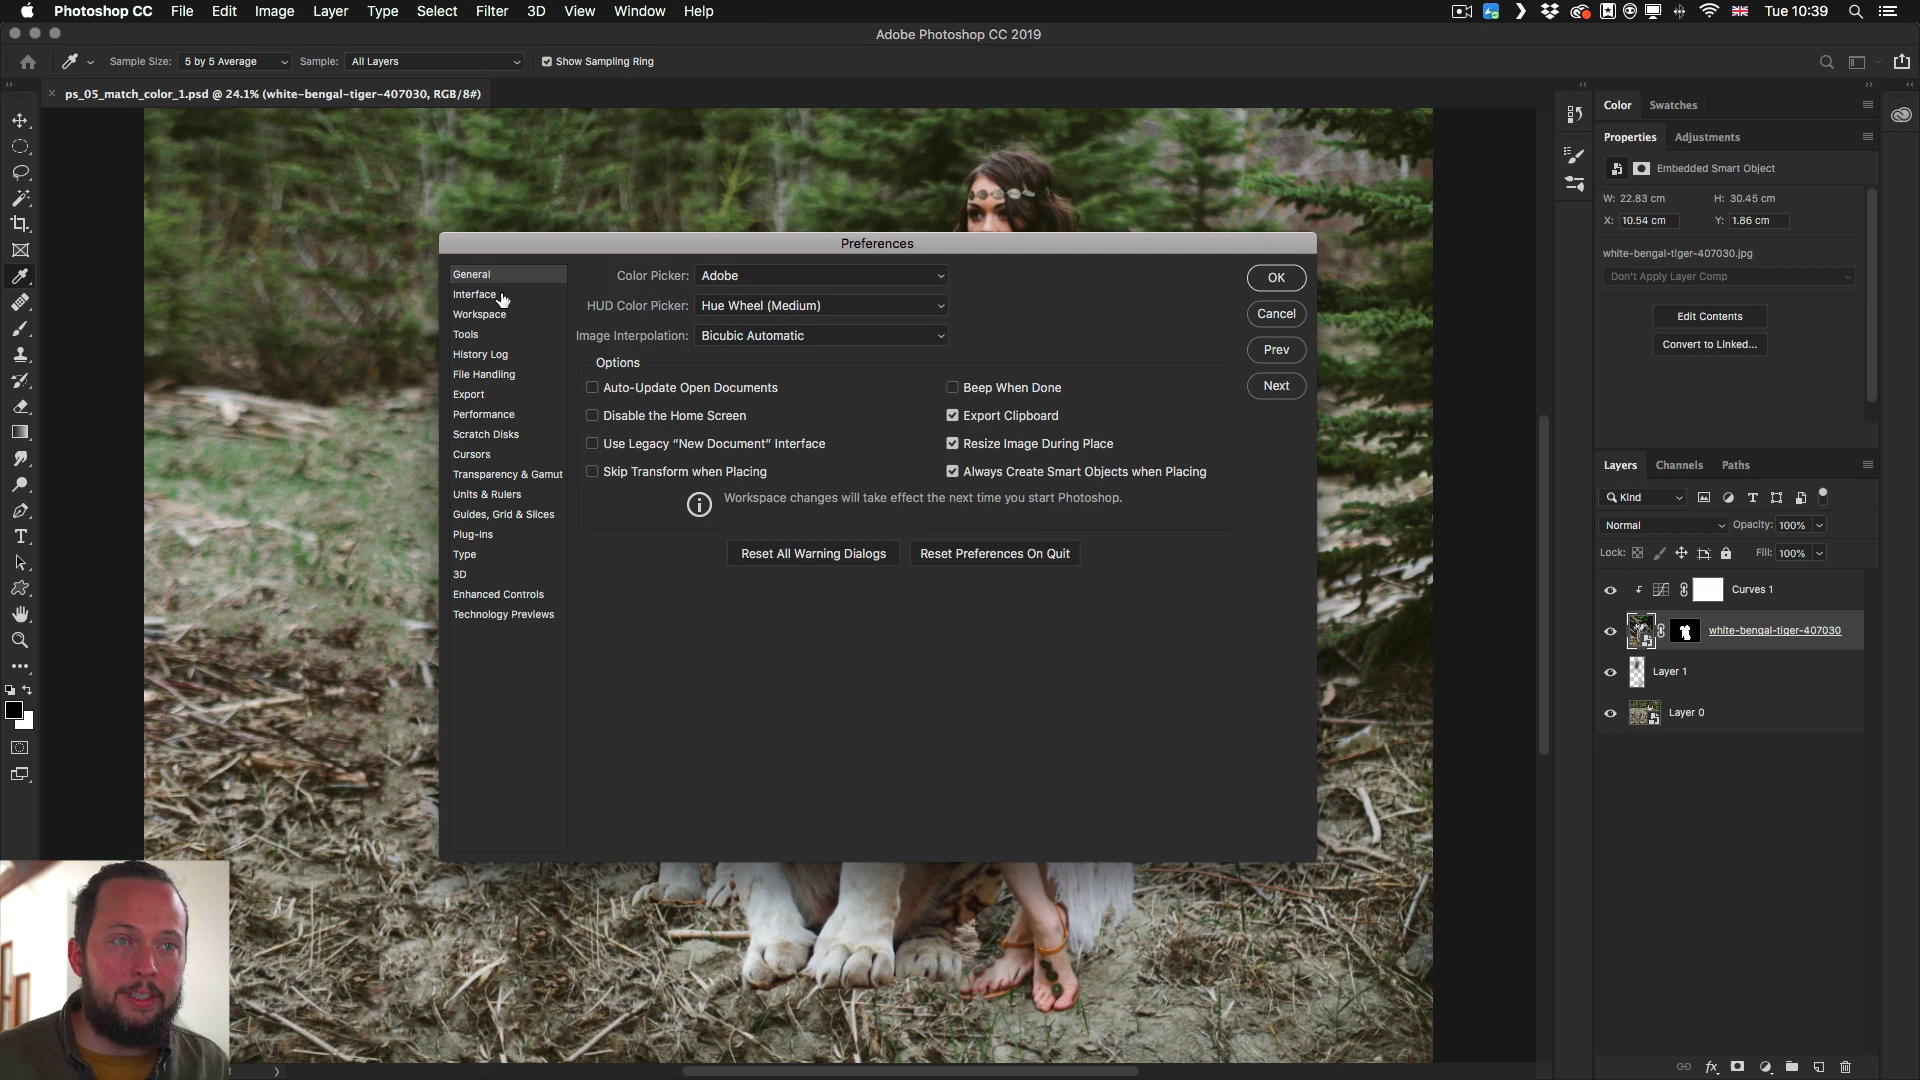 Photoshop CC File Edit Image Layer Type Select Filter 3D View Window Help Tue 10:39
Adobe Photoshop CC 2019
Sample Size: 5 by 5 Average Sample: All Layers Show Sampling Ring
ps_05_match_color_1.psd @ 24.1% (white-bengal-tiger-407030, RGB/8#)
Preferences
General
Interface
Workspace
Tools
History Log
File Handling
Export
Performance
Scratch Disks
Cursors
Transparency & Gamut
Units & Rulers
Guides, Grid & Slices
Plug-Ins
Type
3D
Enhanced Controls
Technology Previews
Color Picker: Adobe
HUD Color Picker: Hue Wheel (Medium)
Image Interpolation: Bicubic Automatic
Options
Auto-Update Open Documents
Disable the Home Screen
Use Legacy “New Document” Interface
Skip Transform when Placing
Beep When Done
Export Clipboard
Resize Image During Place
Always Create Smart Objects when Placing
Workspace changes will take effect the next time you start Photoshop.
Reset All Warning Dialogs Reset Preferences On Quit
OK
Cancel
Prev
Next
Color Swatches
Properties Adjustments
Embedded Smart Object
W: 22.83 cm H: 30.45 cm
X: 10.54 cm Y: 1.86 cm
white-bengal-tiger-407030.jpg
Don't Apply Layer Comp
Edit Contents
Convert to Linked...
Layers Channels Paths
Kind
Normal Opacity: 100%
Lock: Fill: 100%
Curves 1
white-bengal-tiger-407030
Layer 1
Layer 0